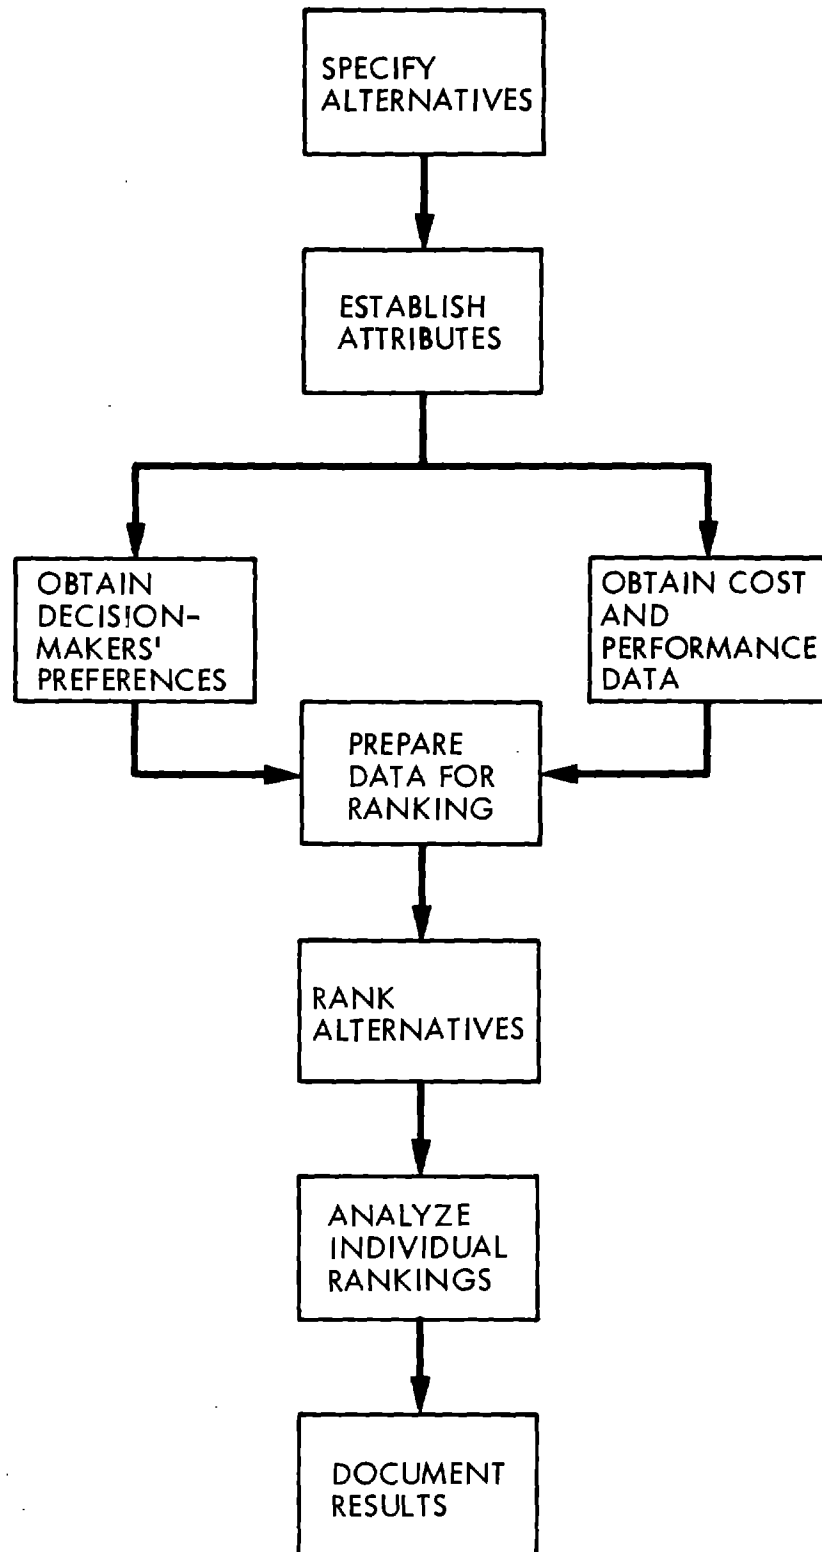 SPECIFY
ALTERNATIVES
ESTABLISH
ATTRIBUTES
OBTAIN
DECISION-
MAKERS'
PREFERENCES
OBTAIN COST
AND
PERFORMANCE
DATA
PREPARE
DATA FOR
RANKING
RANK
ALTERNATIVES
ANALYZE
INDIVIDUAL
RANKINGS
DOCUMENT
RESULTS